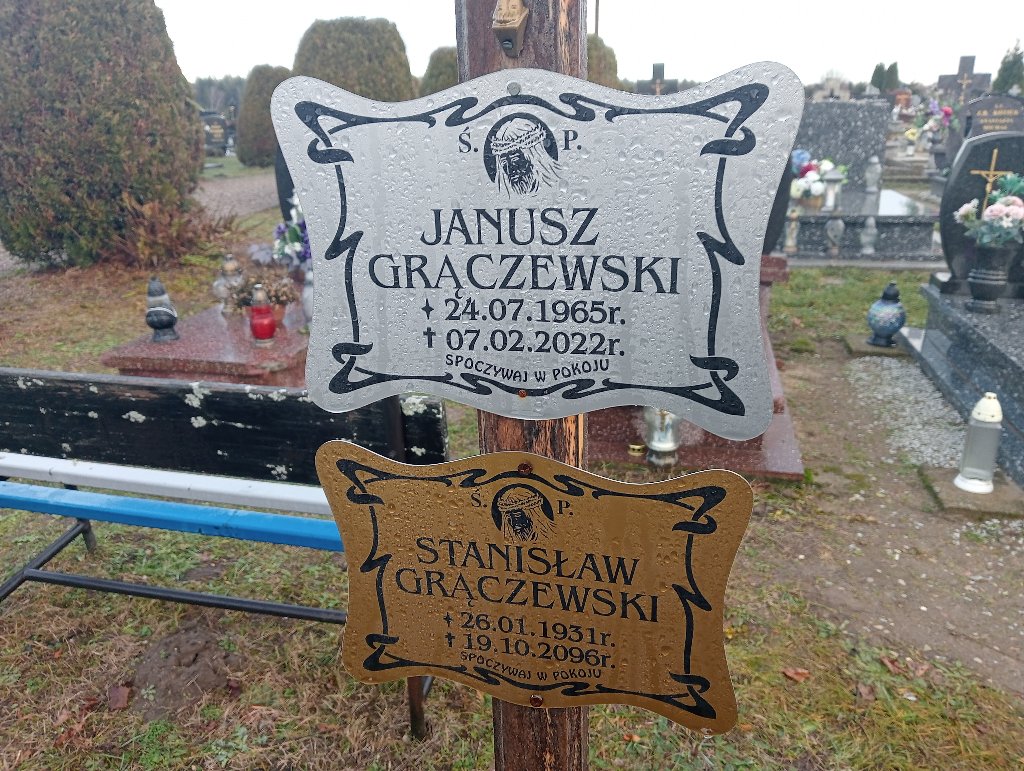 Ś. P.
JANUSZ
GRĄCZEWSKI
✦ 24.07.1965r.
✝ 07.02.2022r.
SPOCZYWAJ W POKOJU
Ś. P.
STANISŁAW
GRĄCZEWSKI
✦ 26.01.1931r.
✝ 19.10.2096r.
SPOCZYWAJ W POKOJU